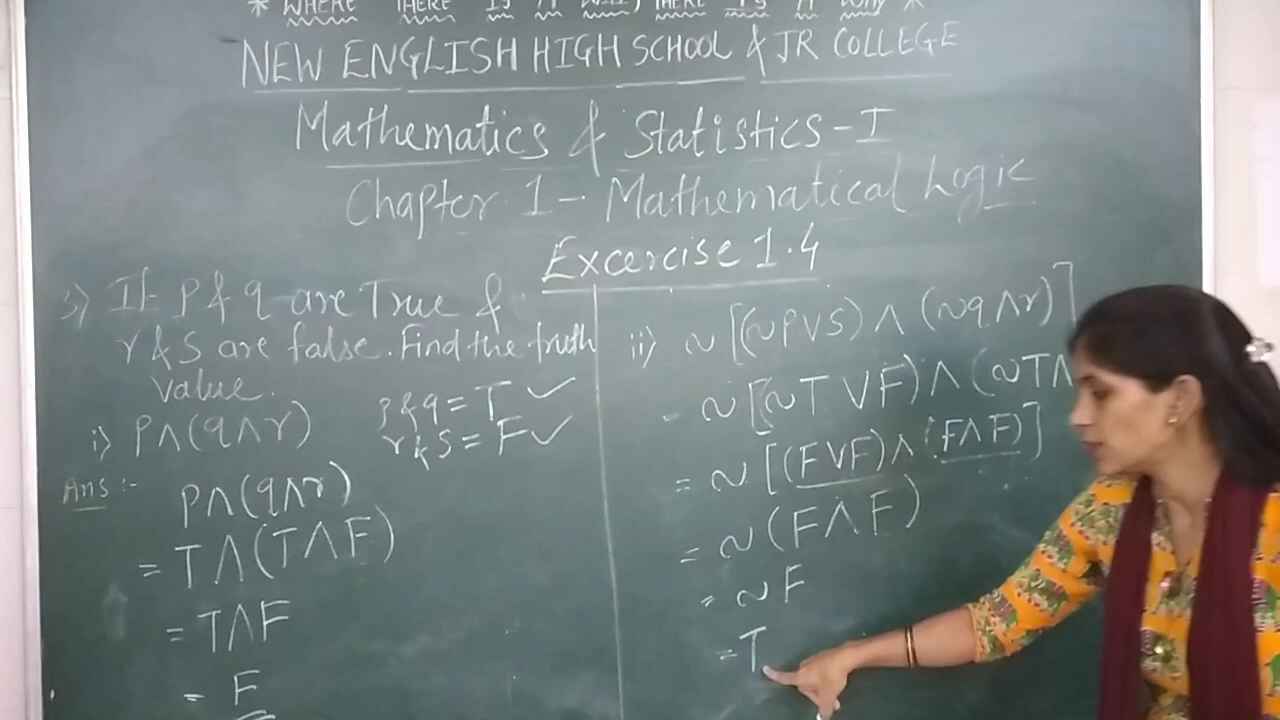 * WHERE THERE IS A WILL, THERE IS A WAY *
NEW ENGLISH HIGH SCHOOL & JR COLLEGE
Mathematics & Statistics-I
Chapter 1- Mathematical Logic
Excercise 1.4
3) If P & q are True &
r & S are false. Find the truth
value.
i) P∧(q∧r)
P & q = T ✓
r & S = F ✓
Ans :-
P∧(q∧r)
= T∧(T∧F)
= T∧F
= F
ii) ~[(~P∨S)∧(~q∧r)]
= ~[(~T∨F)∧(~T∧
= ~[(F∨F)∧(F∧F)]
= ~(F∧F)
= ~F
= T